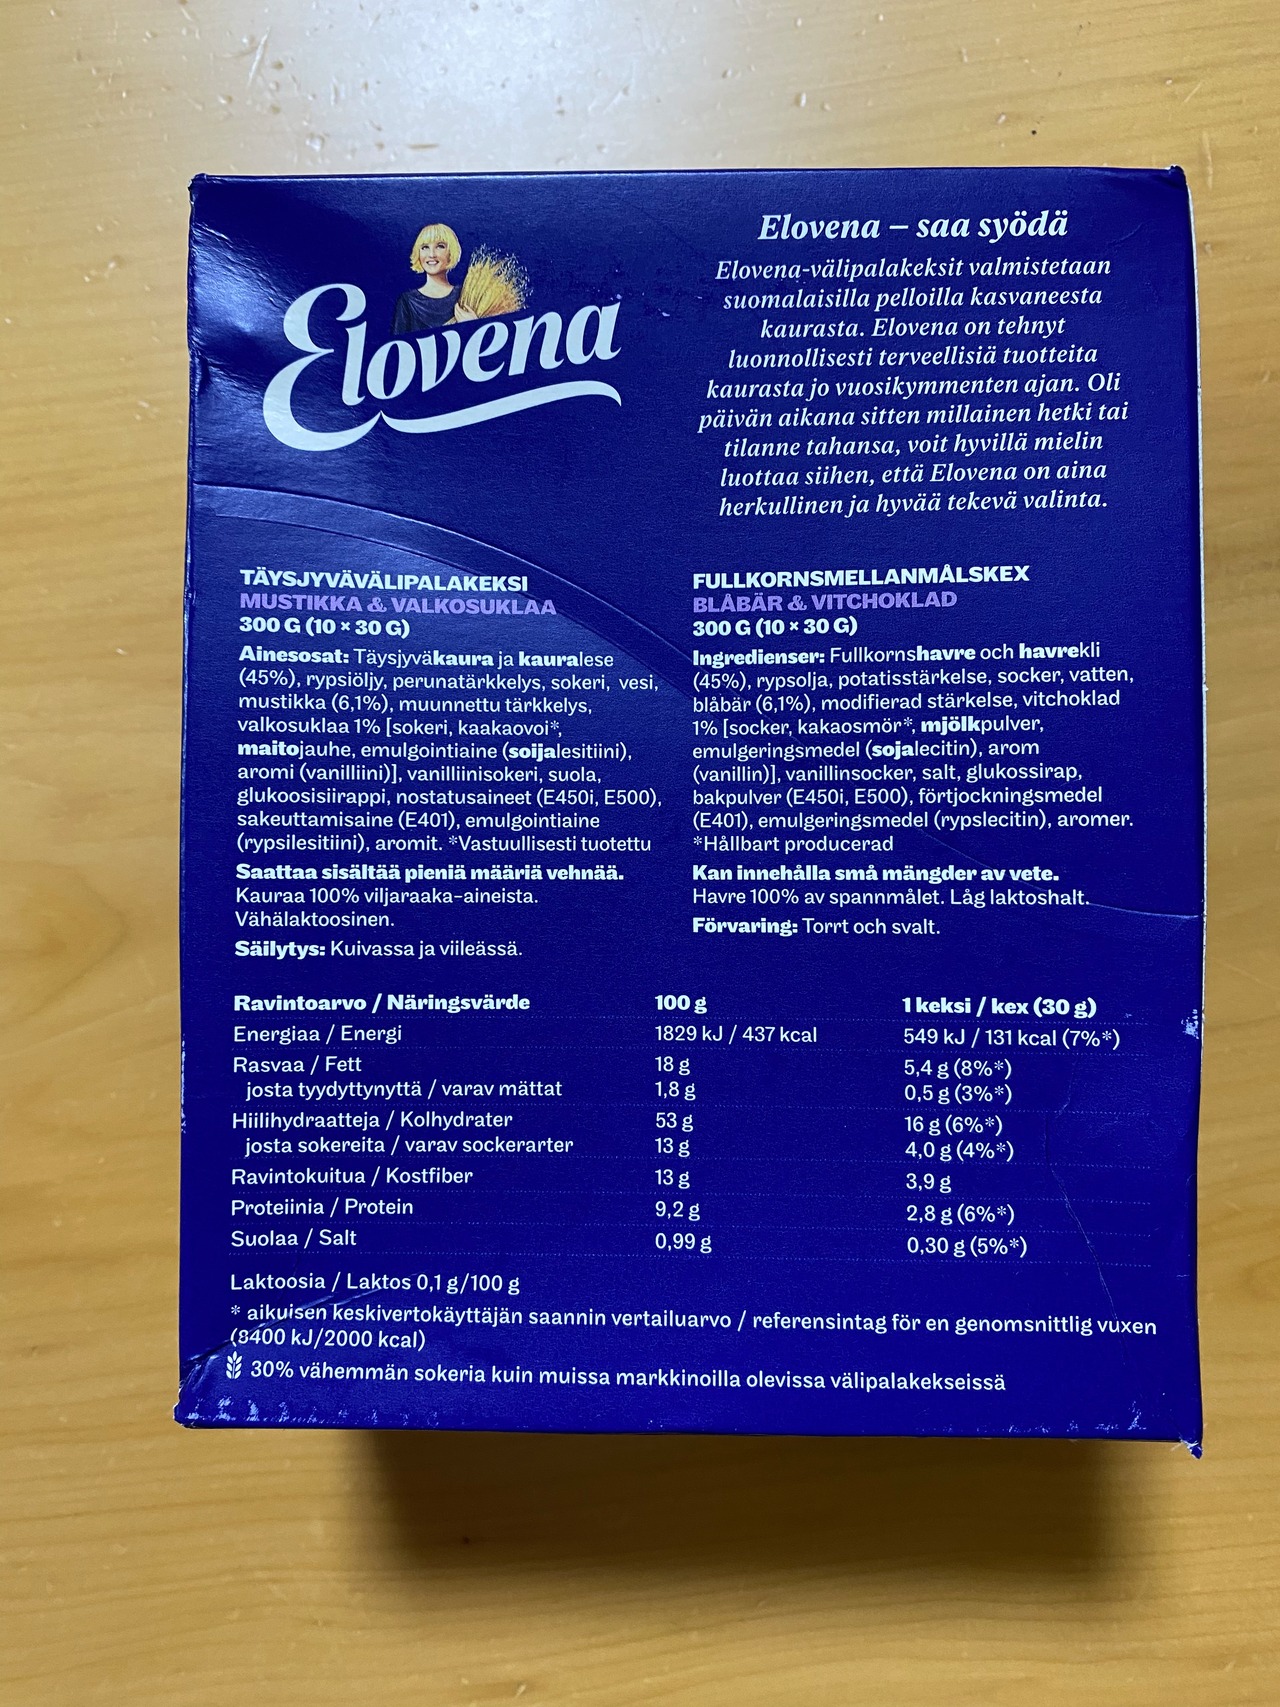 Elovena
Elovena – saa syödä
Elovena-välipalakeksit valmistetaan
suomalaisilla pelloilla kasvaneesta
kaurasta. Elovena on tehnyt
luonnollisesti terveellisiä tuotteita
kaurasta jo vuosikymmenten ajan. Oli
päivän aikana sitten millainen hetki tai
tilanne tahansa, voit hyvillä mielin
luottaa siihen, että Elovena on aina
herkullinen ja hyvää tekevä valinta.
TÄYSJYVÄVÄLIPALAKEKSI
MUSTIKKA & VALKOSUKLAA
300 G (10 × 30 G)
Ainesosat: Täysjyväkaura ja kauralese
(45%), rypsiöljy, perunatärkkelys, sokeri, vesi,
mustikka (6,1%), muunnettu tärkkelys,
valkosuklaa 1% [sokeri, kaakaovoi*,
maitojauhe, emulgointiaine (soijalesitiini),
aromi (vanilliini)], vanilliinisokeri, suola,
glukoosisiirappi, nostatusaineet (E450i, E500),
sakeuttamisaine (E401), emulgointiaine
(rypsilesitiini), aromit. *Vastuullisesti tuotettu
Saattaa sisältää pieniä määriä vehnää.
Kauraa 100% viljaraaka-aineista.
Vähälaktoosinen.
Säilytys: Kuivassa ja viileässä.
FULLKORNSMELLANMÅLSKEX
BLÅBÄR & VITCHOKLAD
300 G (10 × 30 G)
Ingredienser: Fullkornshavre och havrekli
(45%), rypsolja, potatisstärkelse, socker, vatten,
blåbär (6,1%), modifierad stärkelse, vitchoklad
1% [socker, kakaosmör*, mjölkpulver,
emulgeringsmedel (sojalecitin), arom
(vanillin)], vanillinsocker, salt, glukossirap,
bakpulver (E450i, E500), förtjockningsmedel
(E401), emulgeringsmedel (rypslecitin), aromer.
*Hållbart producerad
Kan innehålla små mängder av vete.
Havre 100% av spannmålet. Låg laktoshalt.
Förvaring: Torrt och svalt.
Ravintoarvo / Näringsvärde 100 g 1 keksi / kex (30 g)
Energiaa / Energi 1829 kJ / 437 kcal 549 kJ / 131 kcal (7%*)
Rasvaa / Fett 18 g 5,4 g (8%*)
josta tyydyttynyttä / varav mättat 1,8 g 0,5 g (3%*)
Hiilihydraatteja / Kolhydrater 53 g 16 g (6%*)
josta sokereita / varav sockerarter 13 g 4,0 g (4%*)
Ravintokuitua / Kostfiber 13 g 3,9 g
Proteiinia / Protein 9,2 g 2,8 g (6%*)
Suolaa / Salt 0,99 g 0,30 g (5%*)
Laktoosia / Laktos 0,1 g/100 g
* aikuisen keskivertokäyttäjän saannin vertailuarvo / referensintag för en genomsnittlig vuxen
(8400 kJ/2000 kcal)
30% vähemmän sokeria kuin muissa markkinoilla olevissa välipalakekseissä